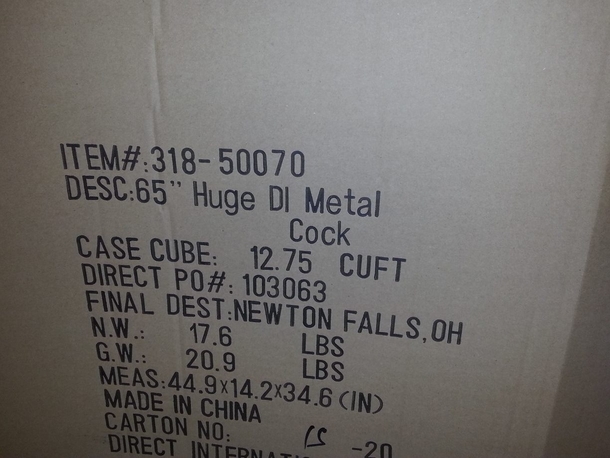 ITEM#:318-50070
DESC:65" Huge DI Metal
Cock
CASE CUBE: 12.75 CUFT
DIRECT PO#: 103063
FINAL DEST:NEWTON FALLS,OH
N.W.: 17.6 LBS
G.W.: 20.9 LBS
MEAS:44.9x14.2x34.6(IN)
MADE IN CHINA
CARTON NO: -20
DIRECT